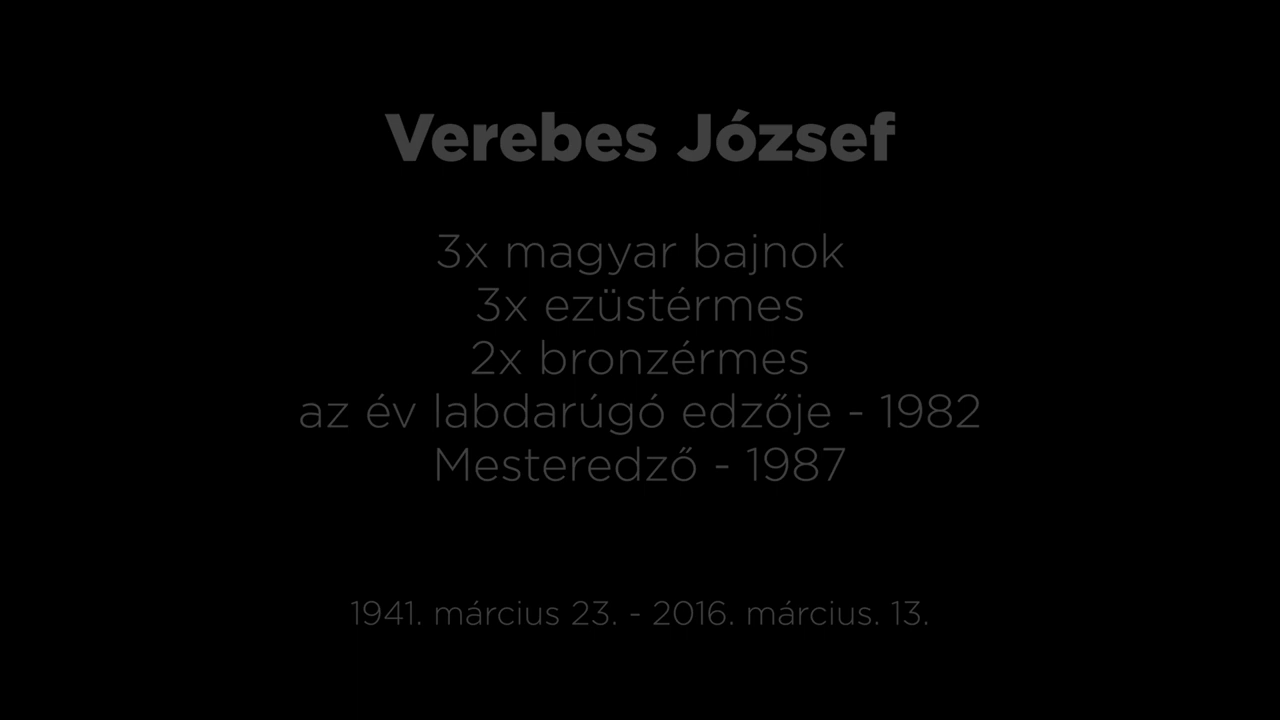 Verebes József
3x magyar bajnok
3x ezüstérmes
2x bronzérmes
az év labdarúgó edzője - 1982
Mesteredző - 1987
1941. március 23. - 2016. március. 13.